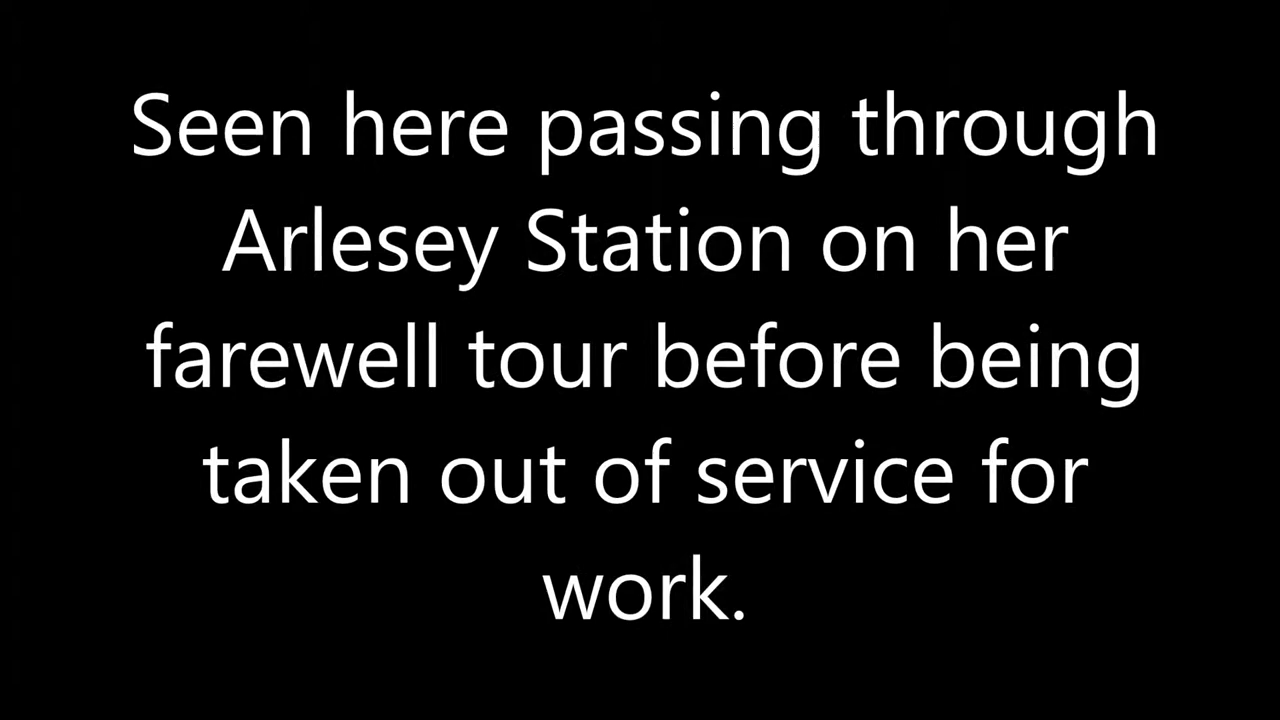 Seen here passing through
Arlesey Station on her
farewell tour before being
taken out of service for
work.